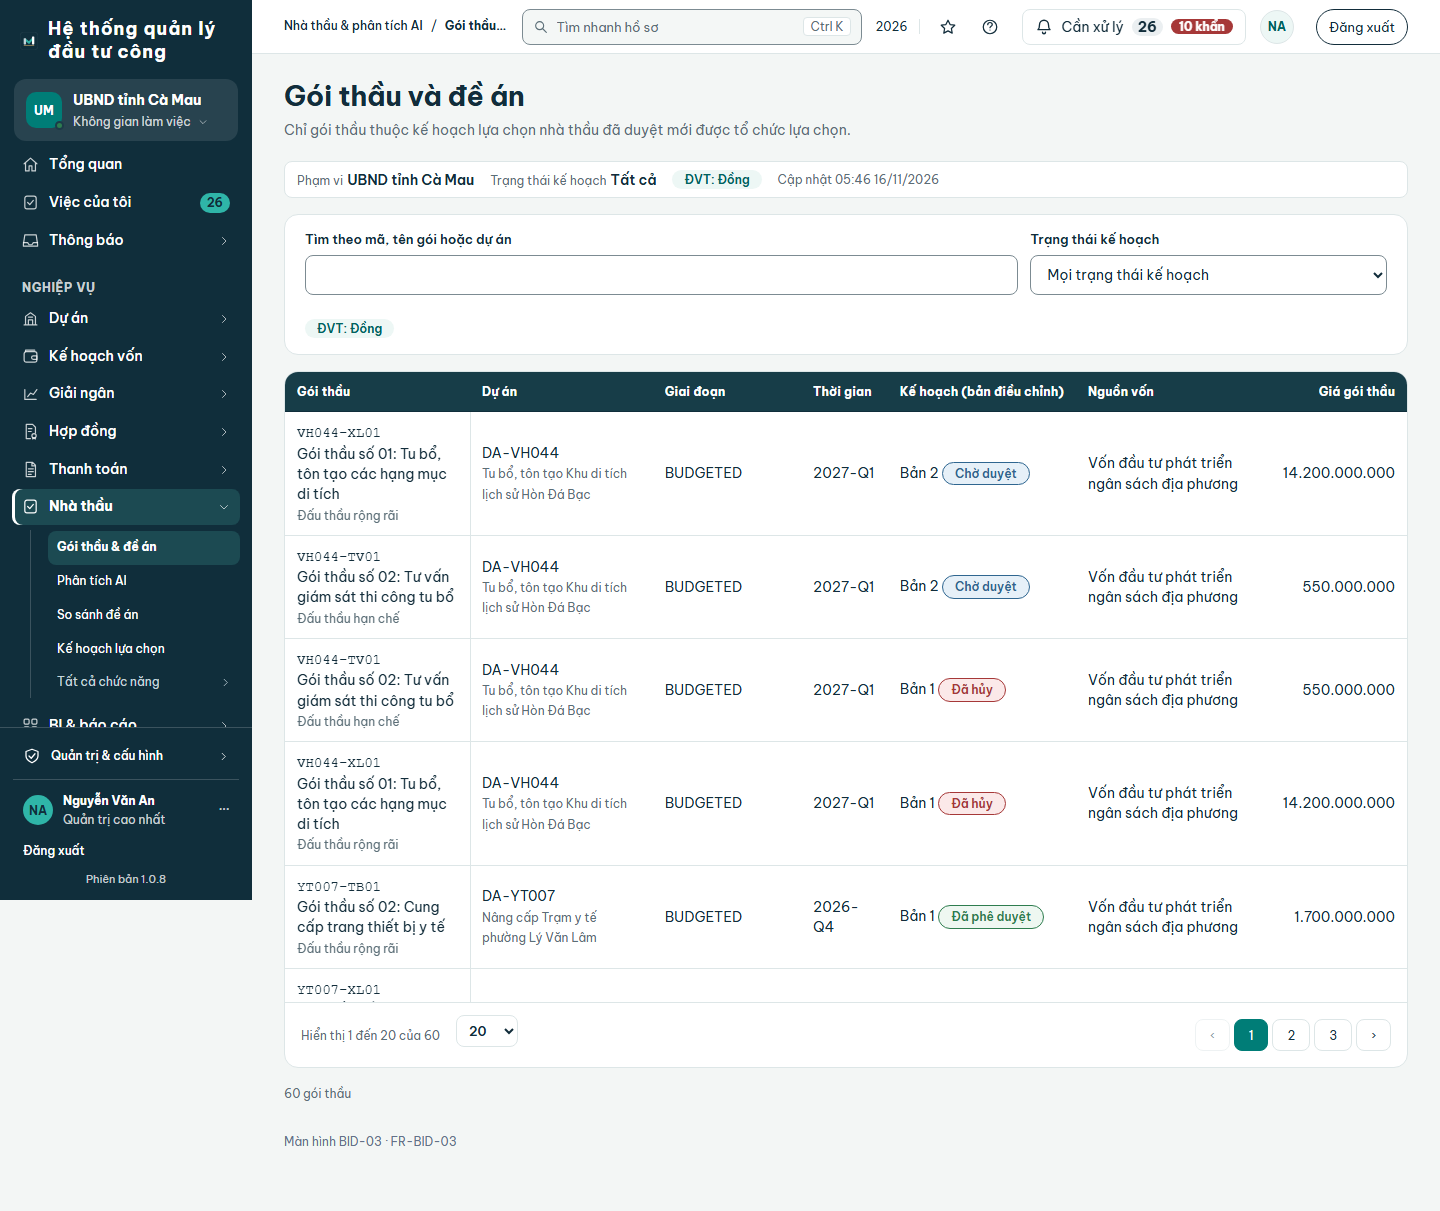 Hệ thống quản lý
đầu tư công
UM
UBND tỉnh Cà Mau
Không gian làm việc
Tổng quan
Việc của tôi 26
Thông báo
NGHIỆP VỤ
Dự án
Kế hoạch vốn
Giải ngân
Hợp đồng
Thanh toán
Nhà thầu
Gói thầu & đề án
Phân tích AI
So sánh đề án
Kế hoạch lựa chọn
Tất cả chức năng
BI & báo cáo
Quản trị & cấu hình
NA
Nguyễn Văn An
Quản trị cao nhất
...
Đăng xuất
Phiên bản 1.0.8
Nhà thầu & phân tích AI / Gói thầu...
Tìm nhanh hồ sơ Ctrl K
2026
Cần xử lý 26 10 khẩn
NA
Đăng xuất
Gói thầu và đề án
Chỉ gói thầu thuộc kế hoạch lựa chọn nhà thầu đã duyệt mới được tổ chức lựa chọn.
Phạm vi UBND tỉnh Cà Mau Trạng thái kế hoạch Tất cả ĐVT: Đồng Cập nhật 05:46 16/11/2026
Tìm theo mã, tên gói hoặc dự án
Trạng thái kế hoạch
Mọi trạng thái kế hoạch
ĐVT: Đồng
Gói thầu Dự án Giai đoạn Thời gian Kế hoạch (bản điều chỉnh) Nguồn vốn Giá gói thầu
VH044-XL01
Gói thầu số 01: Tu bổ,
tôn tạo các hạng mục
di tích
Đấu thầu rộng rãi
DA-VH044
Tu bổ, tôn tạo Khu di tích
lịch sử Hòn Đá Bạc
BUDGETED
2027-Q1
Bản 2 Chờ duyệt
Vốn đầu tư phát triển
ngân sách địa phương
14.200.000.000
VH044-TV01
Gói thầu số 02: Tư vấn
giám sát thi công tu bổ
Đấu thầu hạn chế
DA-VH044
Tu bổ, tôn tạo Khu di tích
lịch sử Hòn Đá Bạc
BUDGETED
2027-Q1
Bản 2 Chờ duyệt
Vốn đầu tư phát triển
ngân sách địa phương
550.000.000
VH044-TV01
Gói thầu số 02: Tư vấn
giám sát thi công tu bổ
Đấu thầu hạn chế
DA-VH044
Tu bổ, tôn tạo Khu di tích
lịch sử Hòn Đá Bạc
BUDGETED
2027-Q1
Bản 1 Đã hủy
Vốn đầu tư phát triển
ngân sách địa phương
550.000.000
VH044-XL01
Gói thầu số 01: Tu bổ,
tôn tạo các hạng mục
di tích
Đấu thầu rộng rãi
DA-VH044
Tu bổ, tôn tạo Khu di tích
lịch sử Hòn Đá Bạc
BUDGETED
2027-Q1
Bản 1 Đã hủy
Vốn đầu tư phát triển
ngân sách địa phương
14.200.000.000
YT007-TB01
Gói thầu số 02: Cung
cấp trang thiết bị y tế
Đấu thầu rộng rãi
DA-YT007
Nâng cấp Trạm y tế
phường Lý Văn Lâm
BUDGETED
2026-
Q4
Bản 1 Đã phê duyệt
Vốn đầu tư phát triển
ngân sách địa phương
1.700.000.000
YT007-XL01
Hiển thị 1 đến 20 của 60 20
‹ 1 2 3 ›
60 gói thầu
Màn hình BID-03 · FR-BID-03